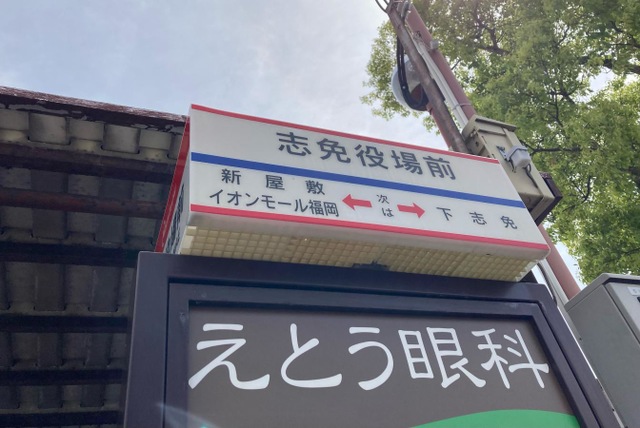 志免役場前
新屋敷
イオンモール福岡
次は
下志免
えとう眼科